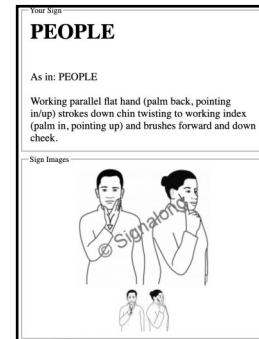 Your Sign
PEOPLE
As in: PEOPLE
Working parallel flat hand (palm back, pointing
in/up) strokes down chin twisting to working index
(palm in, pointing up) and brushes forward and down
cheek.
Sign Images
© Signalong